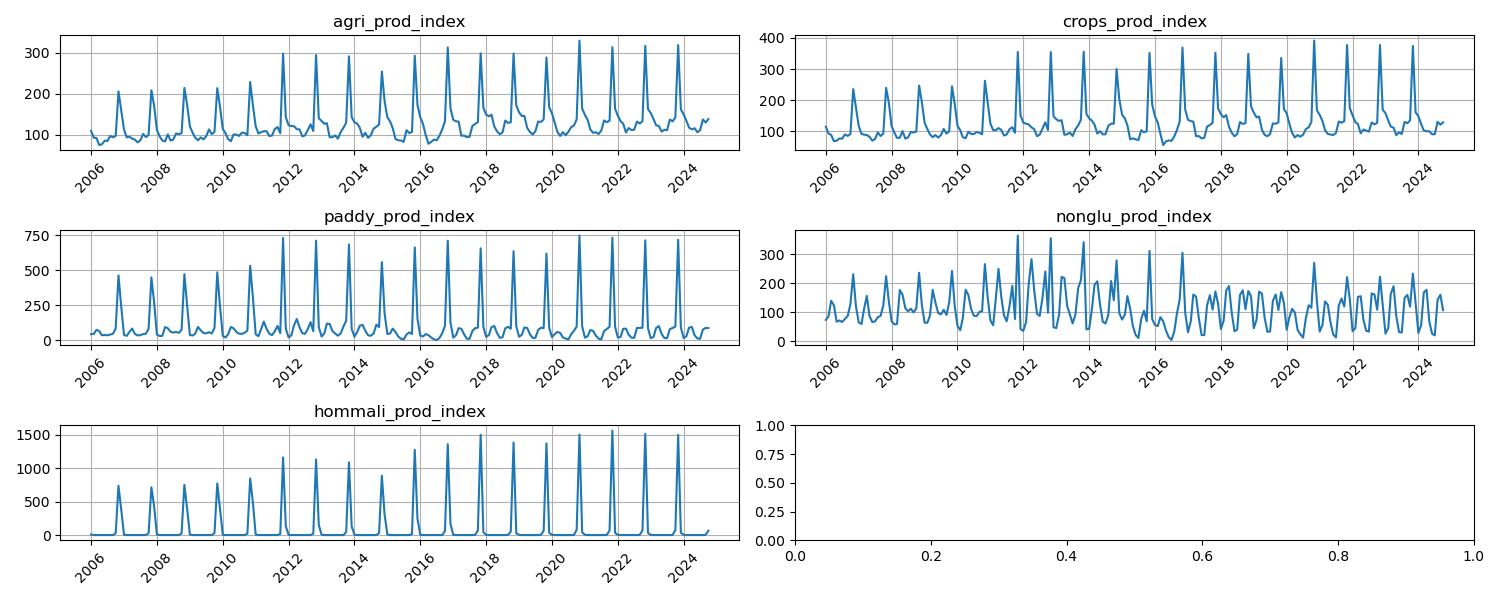 agri_prod_index
300
200
100
2006 2008 2010 2012 2014 2016 2018 2020 2022 2024
crops_prod_index
400
300
200
100
2006 2008 2010 2012 2014 2016 2018 2020 2022 2024
paddy_prod_index
750
500
250
0
2006 2008 2010 2012 2014 2016 2018 2020 2022 2024
nonglu_prod_index
300
200
100
0
2006 2008 2010 2012 2014 2016 2018 2020 2022 2024
hommali_prod_index
1500
1000
500
0
2006 2008 2010 2012 2014 2016 2018 2020 2022 2024
1.00
0.75
0.50
0.25
0.00
0.0 0.2 0.4 0.6 0.8 1.0